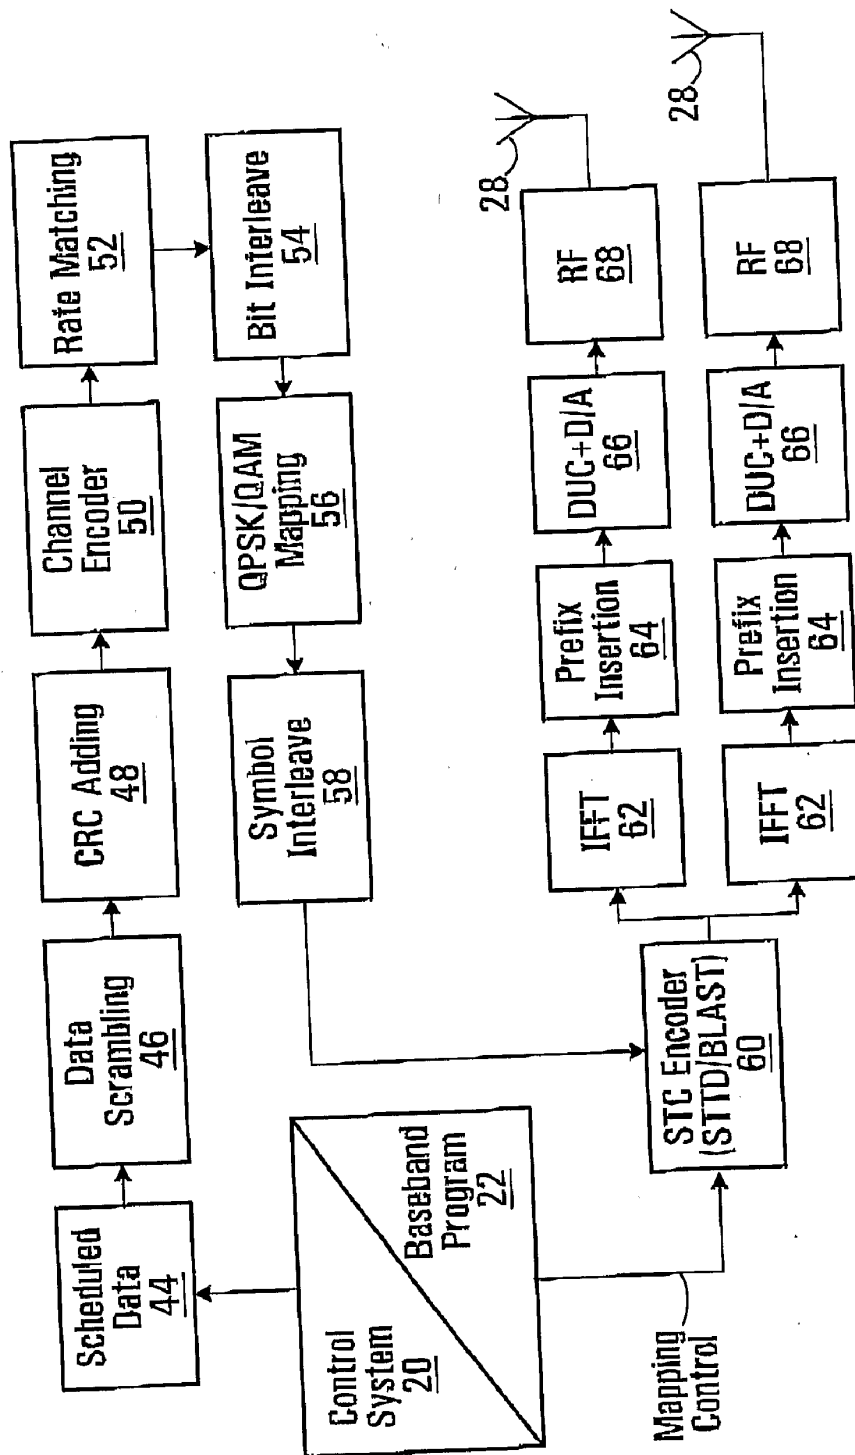 Scheduled
Data
44
Data
Scrambling
46
CRC Adding
48
Channel
Encoder
50
Rate Matching
52
Control
System
20
Baseband
Program
22
Symbol
Interleave
58
QPSK/QAM
Mapping
56
Bit Interleave
54
Mapping
Control
STC Encoder
(STTD/BLAST)
60
IFFT
62
Prefix
Insertion
64
DUC+D/A
66
RF
68
28
IFFT
62
Prefix
Insertion
64
DUC+D/A
66
RF
68
28